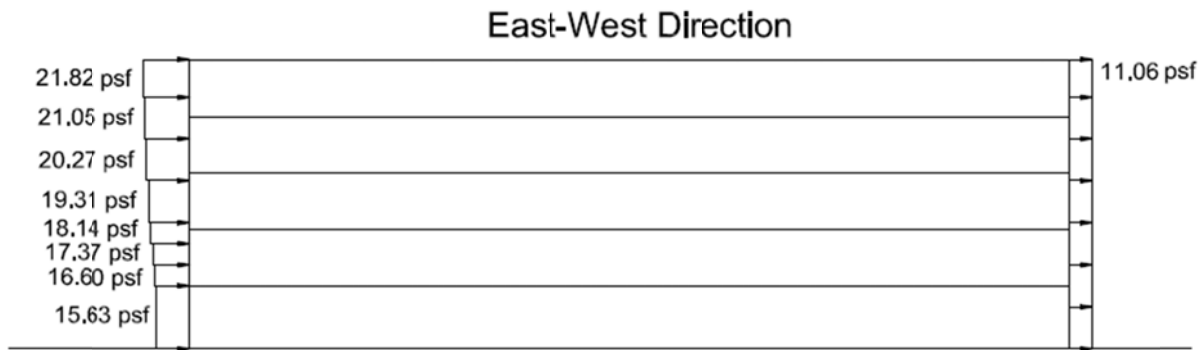 East-West Direction
21.82 psf
11.06 psf
21.05 psf
20.27 psf
19.31 psf
18.14 psf
17.37 psf
16.60 psf
15.63 psf